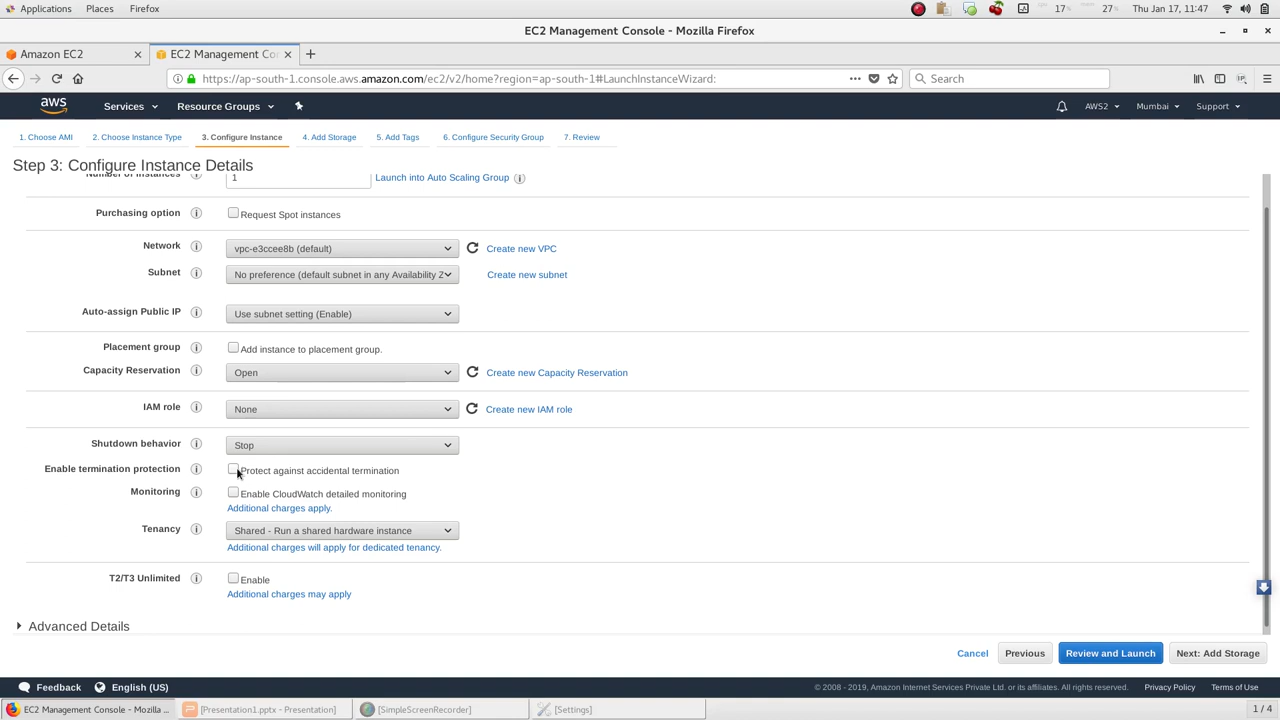 Applications Places Firefox 17% 27% Thu Jan 17, 11:47
EC2 Management Console - Mozilla Firefox
Amazon EC2 EC2 Management Co
https://ap-south-1.console.aws.amazon.com/ec2/v2/home?region=ap-south-1#LaunchInstanceWizard: Search
aws Services Resource Groups AWS2 Mumbai Support
1. Choose AMI 2. Choose Instance Type 3. Configure Instance 4. Add Storage 5. Add Tags 6. Configure Security Group 7. Review
Step 3: Configure Instance Details
Number of instances 1 Launch into Auto Scaling Group
Purchasing option Request Spot instances
Network vpc-e3ccee8b (default) Create new VPC
Subnet No preference (default subnet in any Availability Z Create new subnet
Auto-assign Public IP Use subnet setting (Enable)
Placement group Add instance to placement group.
Capacity Reservation Open Create new Capacity Reservation
IAM role None Create new IAM role
Shutdown behavior Stop
Enable termination protection Protect against accidental termination
Monitoring Enable CloudWatch detailed monitoring
Additional charges apply.
Tenancy Shared - Run a shared hardware instance
Additional charges will apply for dedicated tenancy.
T2/T3 Unlimited Enable
Additional charges may apply
Advanced Details
Cancel Previous Review and Launch Next: Add Storage
Feedback English (US) © 2008 - 2019, Amazon Internet Services Private Ltd. or its affiliates. All rights reserved. Privacy Policy Terms of Use
EC2 Management Console - Mozilla ... [Presentation1.pptx - Presentation] [SimpleScreenRecorder] [Settings] 1 / 4